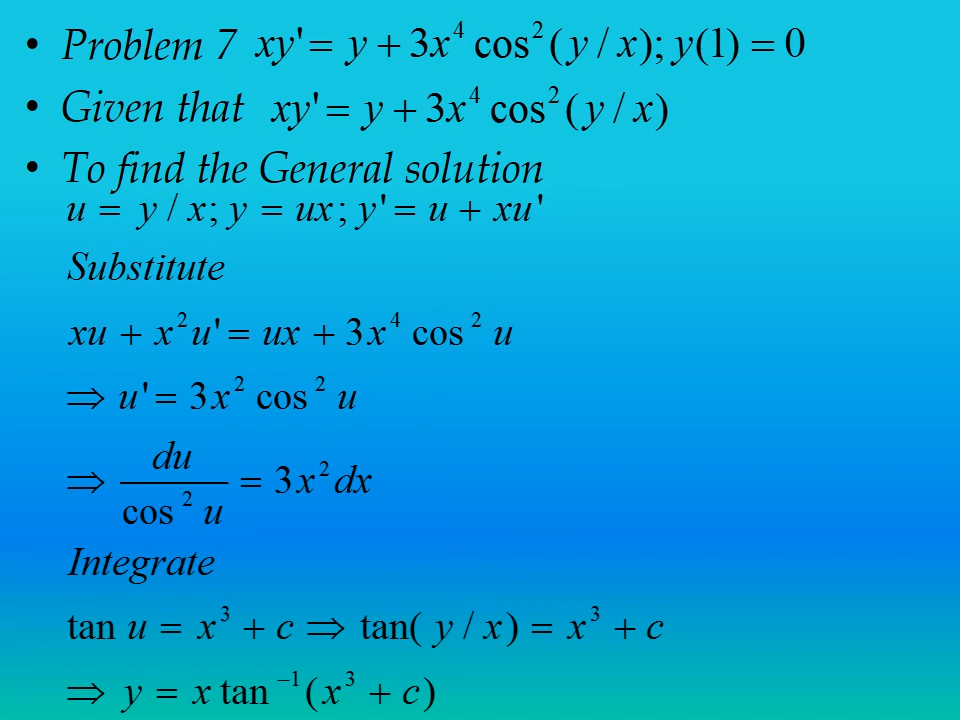 • Problem 7 xy' = y + 3x⁴ cos² (y / x); y(1) = 0
• Given that xy' = y + 3x⁴ cos² (y / x)
• To find the General solution
u = y / x; y = ux; y' = u + xu'
Substitute
xu + x²u' = ux + 3x⁴ cos² u
⇒ u' = 3x² cos² u
⇒ du / cos² u = 3x² dx
Integrate
tan u = x³ + c ⇒ tan( y / x) = x³ + c
⇒ y = x tan⁻¹ (x³ + c)